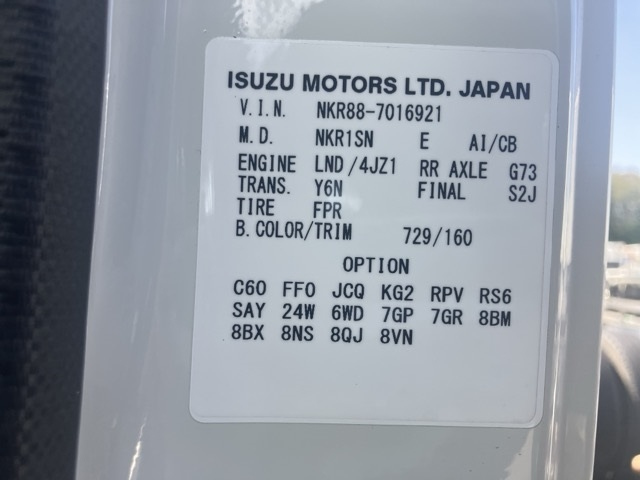 ISUZU MOTORS LTD. JAPAN
V.I.N. NKR88-7016921
M.D. NKR1SN E AI/CB
ENGINE LND/4JZ1 RR AXLE G73
TRANS. Y6N FINAL S2J
TIRE FPR
B.COLOR/TRIM 729/160
OPTION
C60 FF0 JCQ KG2 RPV RS6
SAY 24W 6WD 7GP 7GR 8BM
8BX 8NS 8QJ 8VN